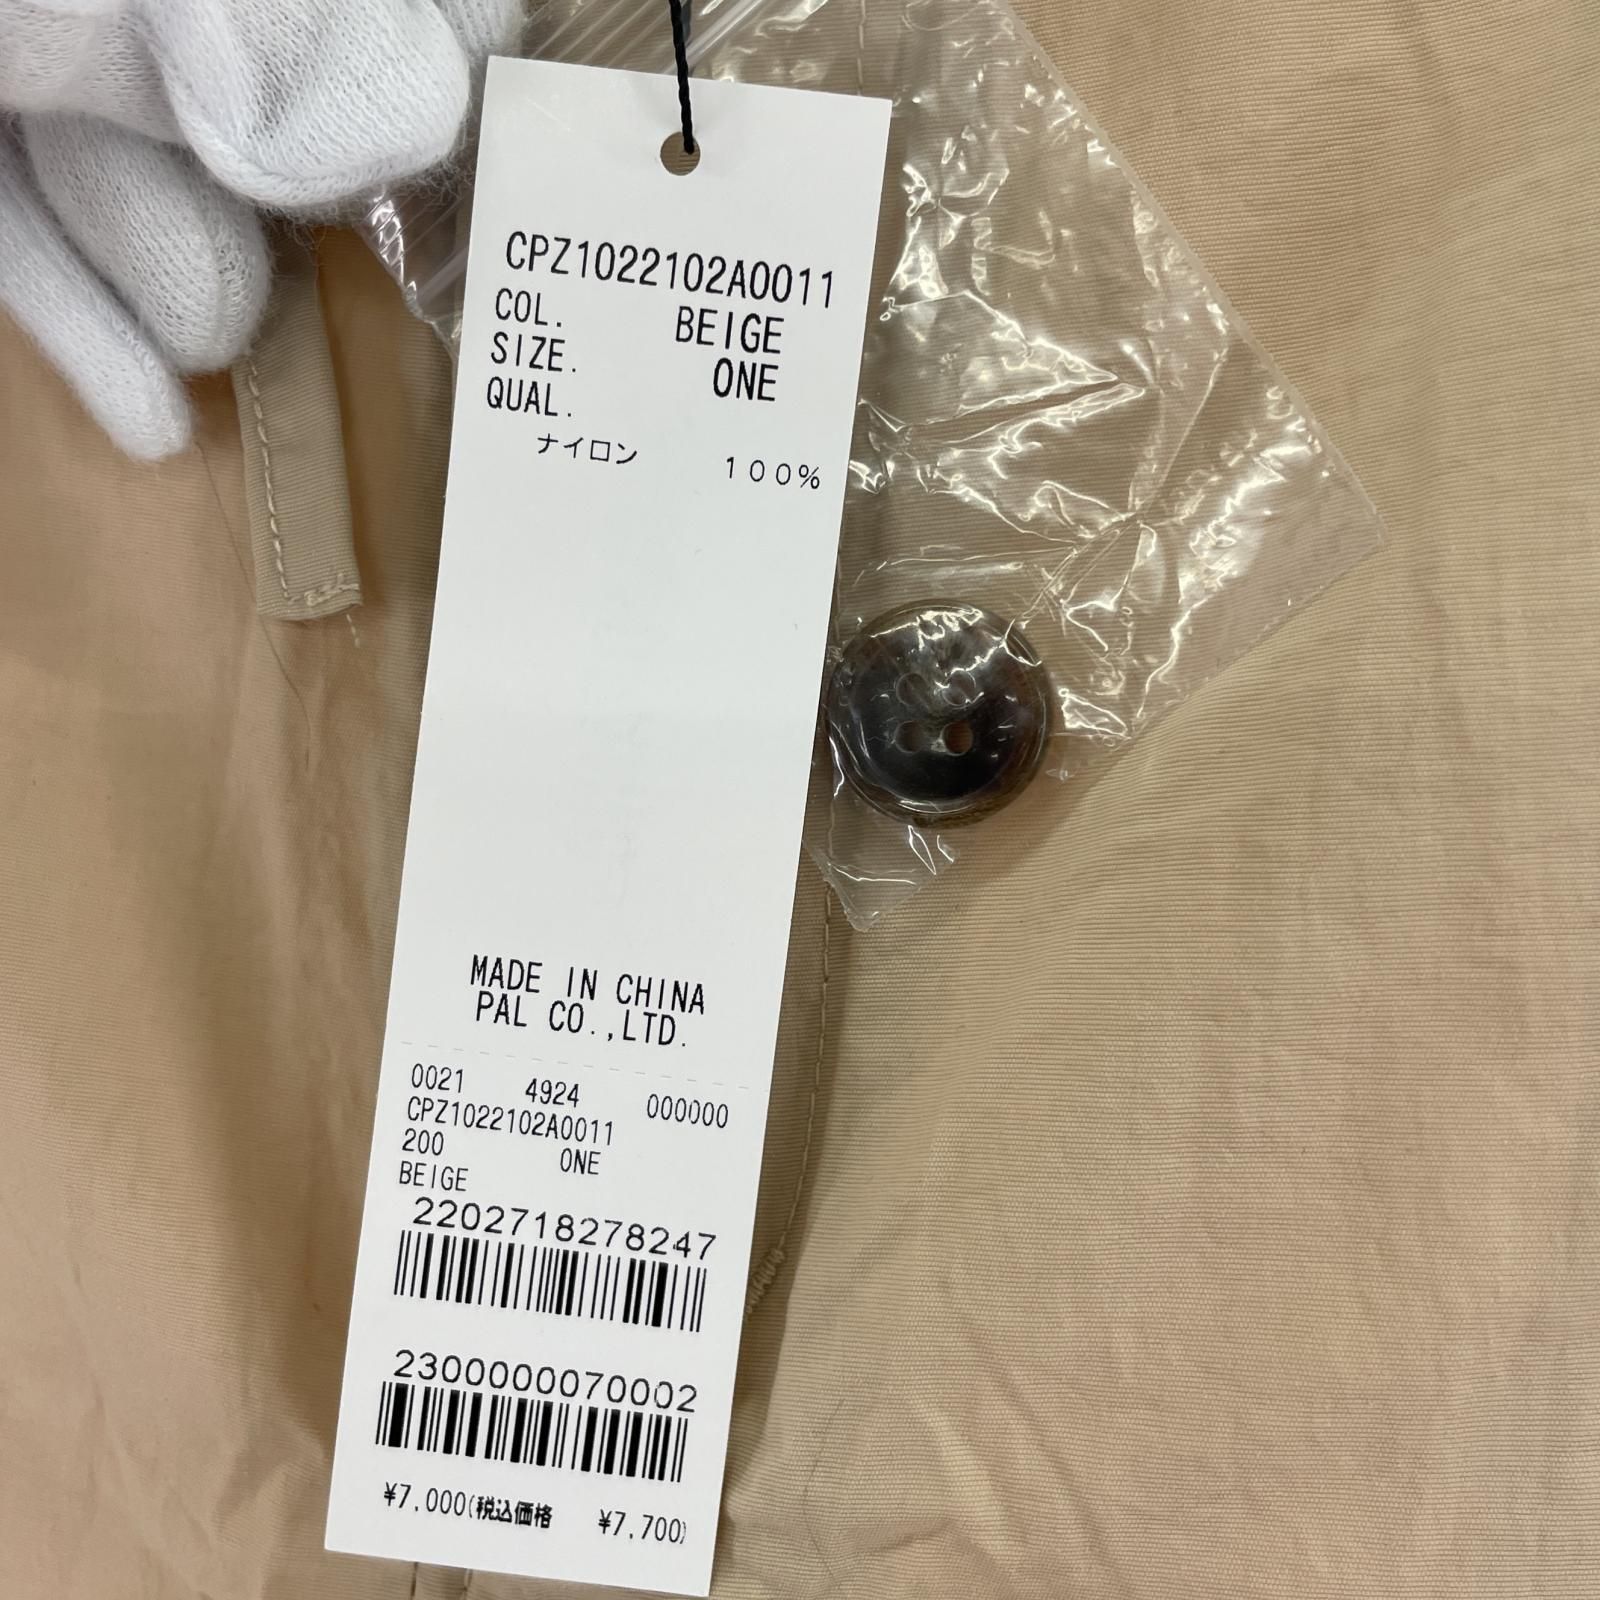 CPZ1022102A0011
COL. BEIGE
SIZE. ONE
QUAL.
ナイロン 100%
MADE IN CHINA
PAL CO.,LTD.
0021 4924 000000
CPZ1022102A0011
200 ONE
BEIGE
2202718278247
2300000070002
¥7,000(税込価格 ¥7,700)